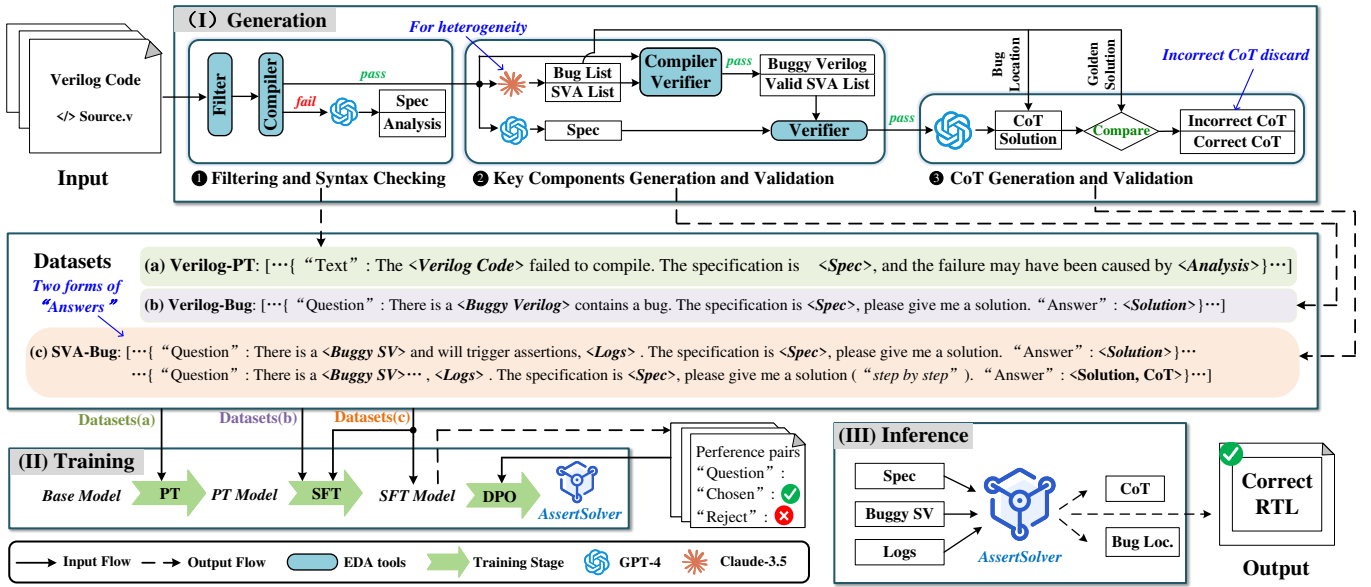 (I) Generation
Verilog Code
</> Source.v
Input
Filter
Compiler
pass
fail
Spec
Analysis
❶ Filtering and Syntax Checking
For heterogeneity
Bug List
SVA List
Compiler
Verifier
pass
Buggy Verilog
Valid SVA List
Spec
Verifier
pass
❷ Key Components Generation and Validation
Bug
Location
Golden
Solution
CoT
Solution
Compare
Incorrect CoT discard
Incorrect CoT
Correct CoT
❸ CoT Generation and Validation
Datasets
Two forms of
“Answers”
(a) Verilog-PT: [⋯{ “Text” : The <Verilog Code> failed to compile. The specification is <Spec>, and the failure may have been caused by <Analysis>}⋯]
(b) Verilog-Bug: [⋯{ “Question” : There is a <Buggy Verilog> contains a bug. The specification is <Spec>, please give me a solution. “Answer” : <Solution>}⋯]
(c) SVA-Bug: [⋯{ “Question” : There is a <Buggy SV> and will trigger assertions, <Logs> . The specification is <Spec>, please give me a solution. “Answer” : <Solution>}⋯
⋯{ “Question” : There is a <Buggy SV>⋯ , <Logs> . The specification is <Spec>, please give me a solution ( “step by step” ). “Answer” : <Solution, CoT>}⋯]
Datasets(a)
Datasets(b)
Datasets(c)
(II) Training
Base Model
PT
PT Model
SFT
SFT Model
DPO
AssertSolver
Perference pairs
“Question” :
“Chosen” :
“Reject” :
(III) Inference
Spec
Buggy SV
Logs
AssertSolver
CoT
Bug Loc.
Correct
RTL
Output
Input Flow
Output Flow
EDA tools
Training Stage
GPT-4
Claude-3.5